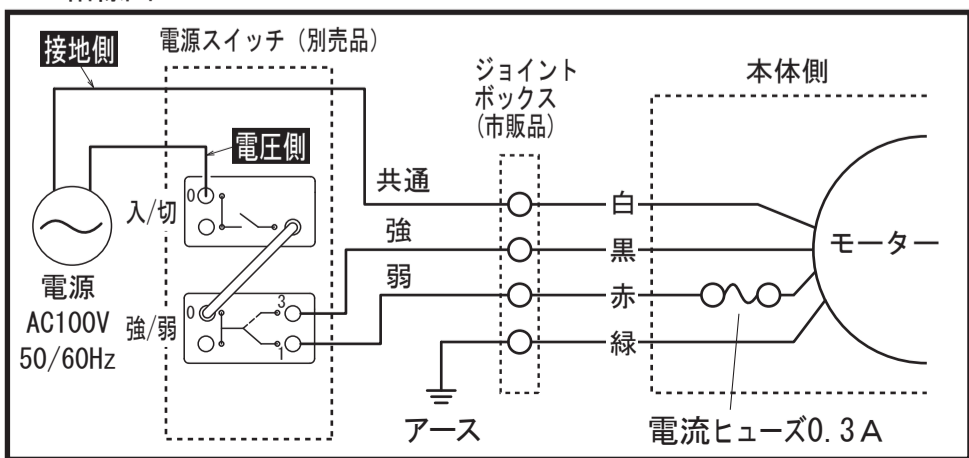 接地側
電源スイッチ（別売品）
電圧側
ジョイント
ボックス
（市販品）
本体側
入/切
0
強/弱
0
3
1
電源
AC100V
50/60Hz
共通
強
弱
アース
白
黒
赤
緑
モーター
電流ヒューズ0.3A